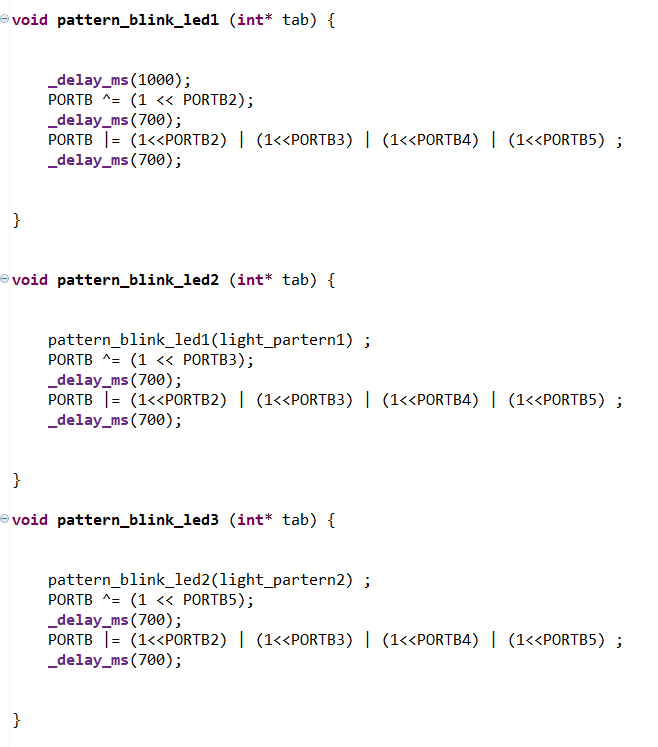 void pattern_blink_led1 (int* tab) {
_delay_ms(1000);
PORTB ^= (1 << PORTB2);
_delay_ms(700);
PORTB |= (1<<PORTB2) | (1<<PORTB3) | (1<<PORTB4) | (1<<PORTB5) ;
_delay_ms(700);
}
void pattern_blink_led2 (int* tab) {
pattern_blink_led1(light_partern1) ;
PORTB ^= (1 << PORTB3);
_delay_ms(700);
PORTB |= (1<<PORTB2) | (1<<PORTB3) | (1<<PORTB4) | (1<<PORTB5) ;
_delay_ms(700);
}
void pattern_blink_led3 (int* tab) {
pattern_blink_led2(light_partern2) ;
PORTB ^= (1 << PORTB5);
_delay_ms(700);
PORTB |= (1<<PORTB2) | (1<<PORTB3) | (1<<PORTB4) | (1<<PORTB5) ;
_delay_ms(700);
}